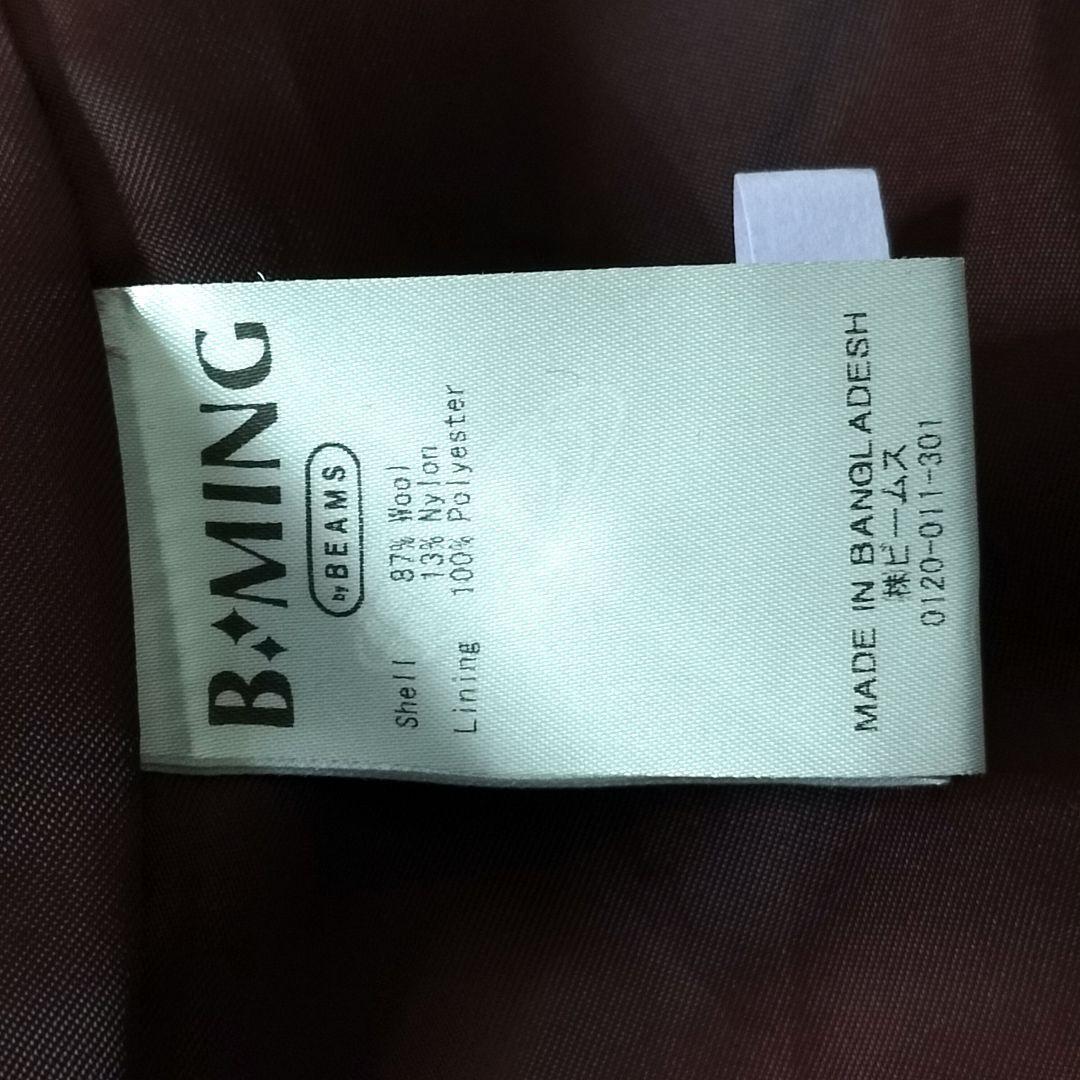 B:MING
by BEAMS
Shell 87% Wool
13% Nylon
Lining 100% Polyester
MADE IN BANGLADESH
株ビームス
0120-011-301